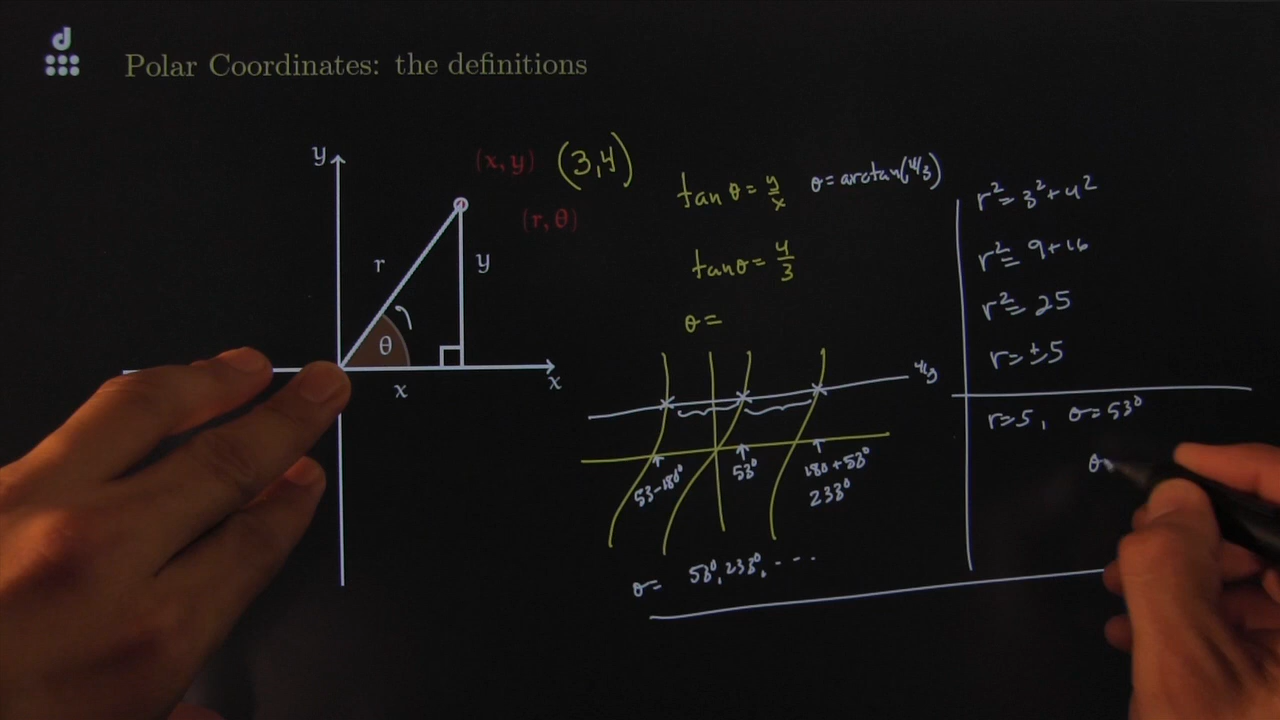 d
Polar Coordinates: the definitions
y
(x, y) (3,4)
(r, θ)
r
y
θ
x
x
tan θ = y/x
θ = arctan(4/3)
tan θ = 4/3
θ =
4/3
53-180°
53°
180 + 53°
233°
θ = 53°, 233°, ...
r² = 3² + 4²
r² = 9 + 16
r² = 25
r = ± 5
r = 5, θ = 53°
θ